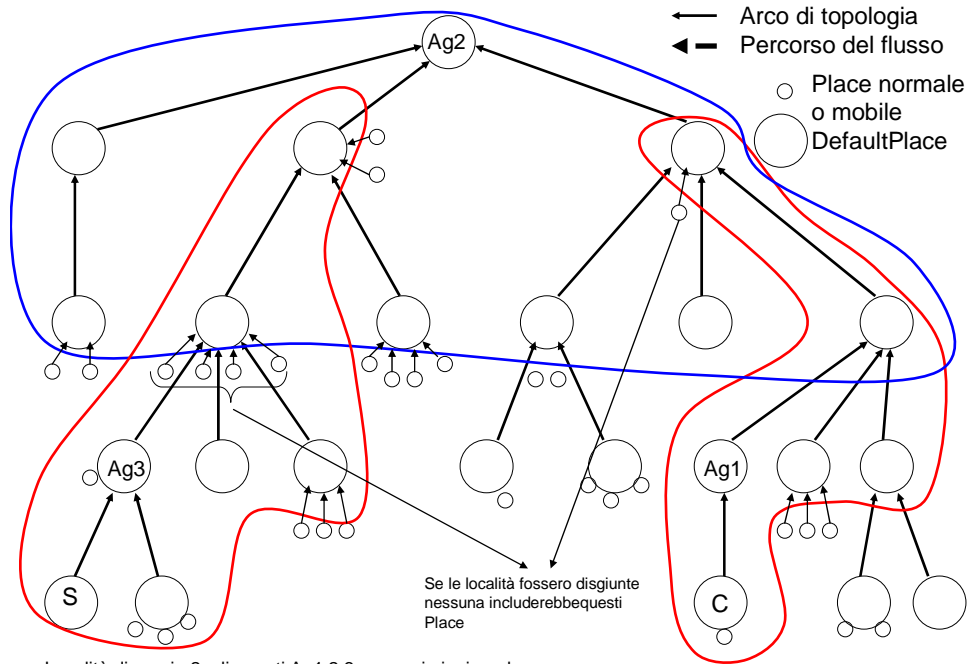 Ag2
Arco di topologia
Percorso del flusso
Place normale
o mobile
DefaultPlace
Ag3
Ag1
S
C
Se le località fossero disgiunte
nessuna includerebbequesti
Place